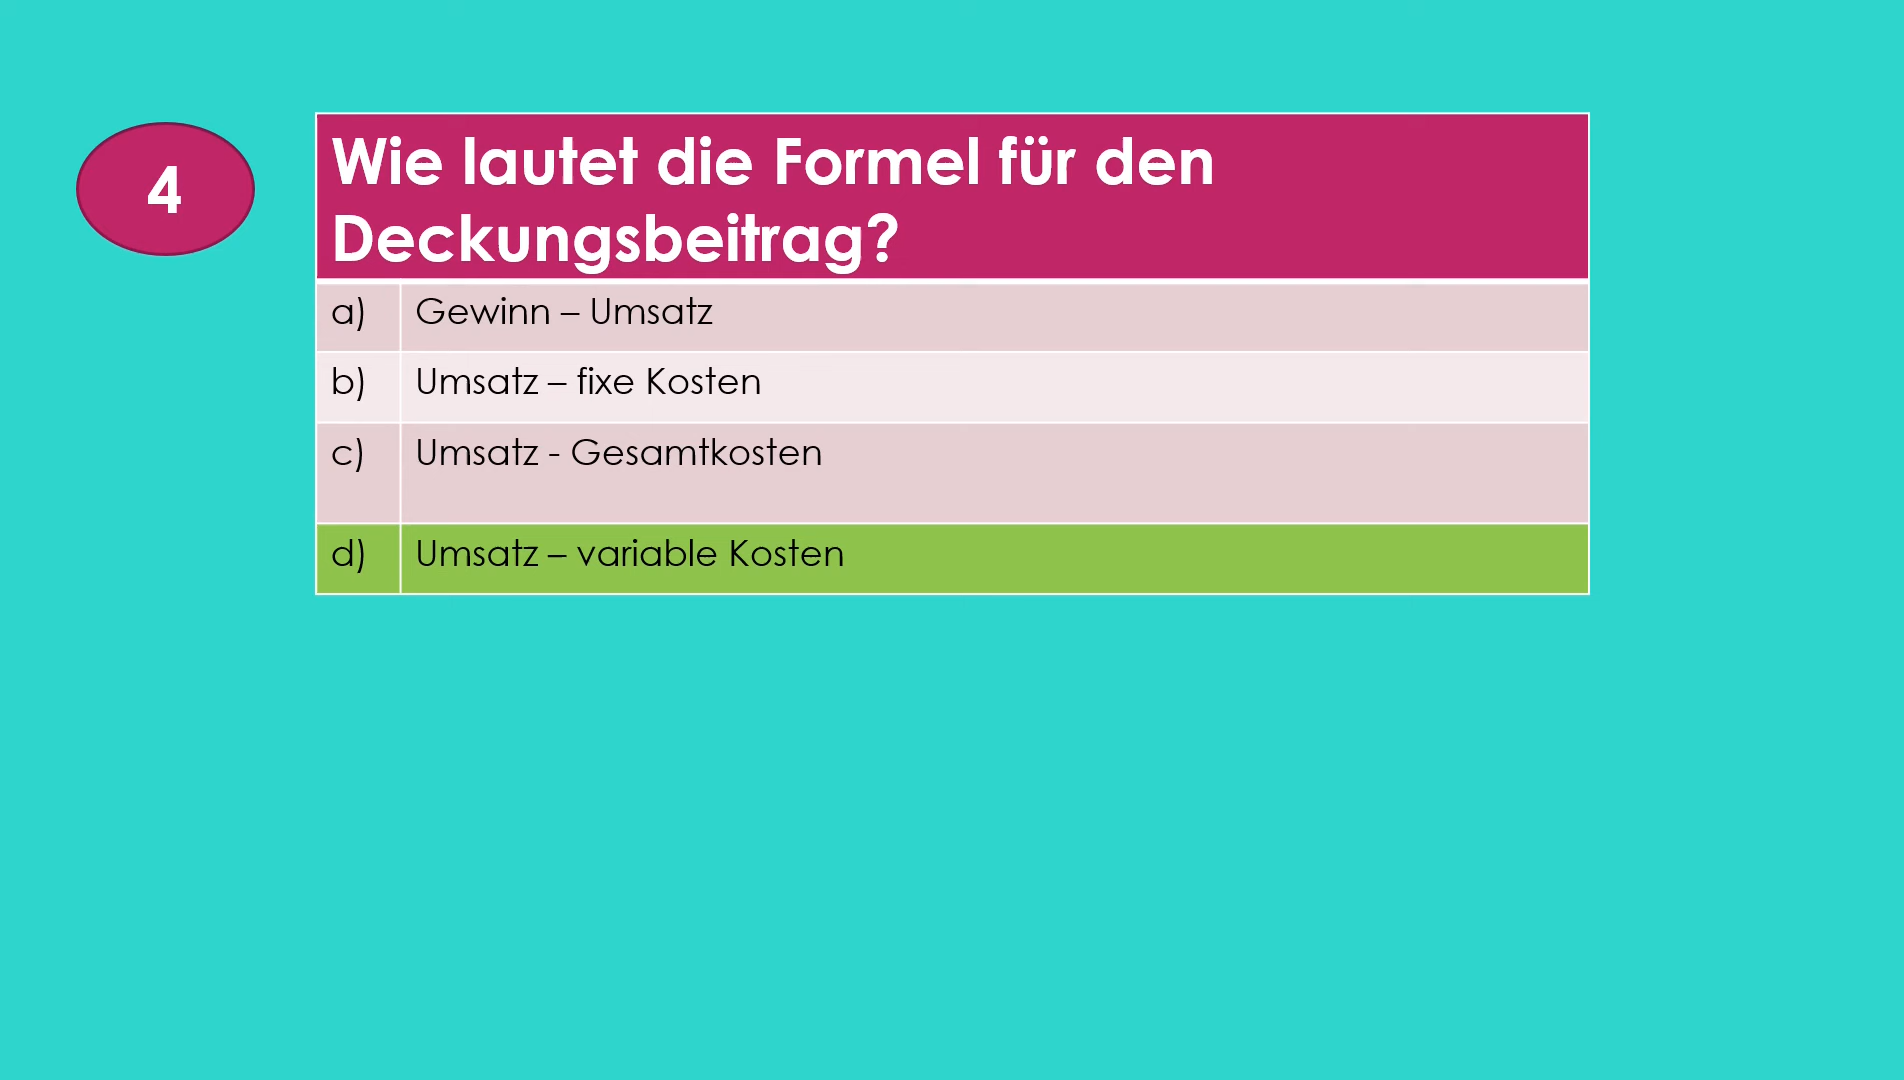 4
Wie lautet die Formel für den
Deckungsbeitrag?
a) Gewinn – Umsatz
b) Umsatz – fixe Kosten
c) Umsatz - Gesamtkosten
d) Umsatz – variable Kosten